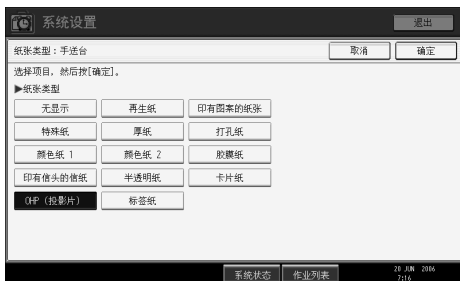 系统设置
退出
纸张类型：手送台
取消
确定
选择项目，然后按[确定]。
▶纸张类型
无显示
再生纸
印有图案的纸张
特殊纸
厚纸
打孔纸
颜色纸 1
颜色纸 2
胶膜纸
印有信头的信纸
半透明纸
卡片纸
OHP (投影片)
标签纸
系统状态
作业列表
20 JUN 2006
7:16